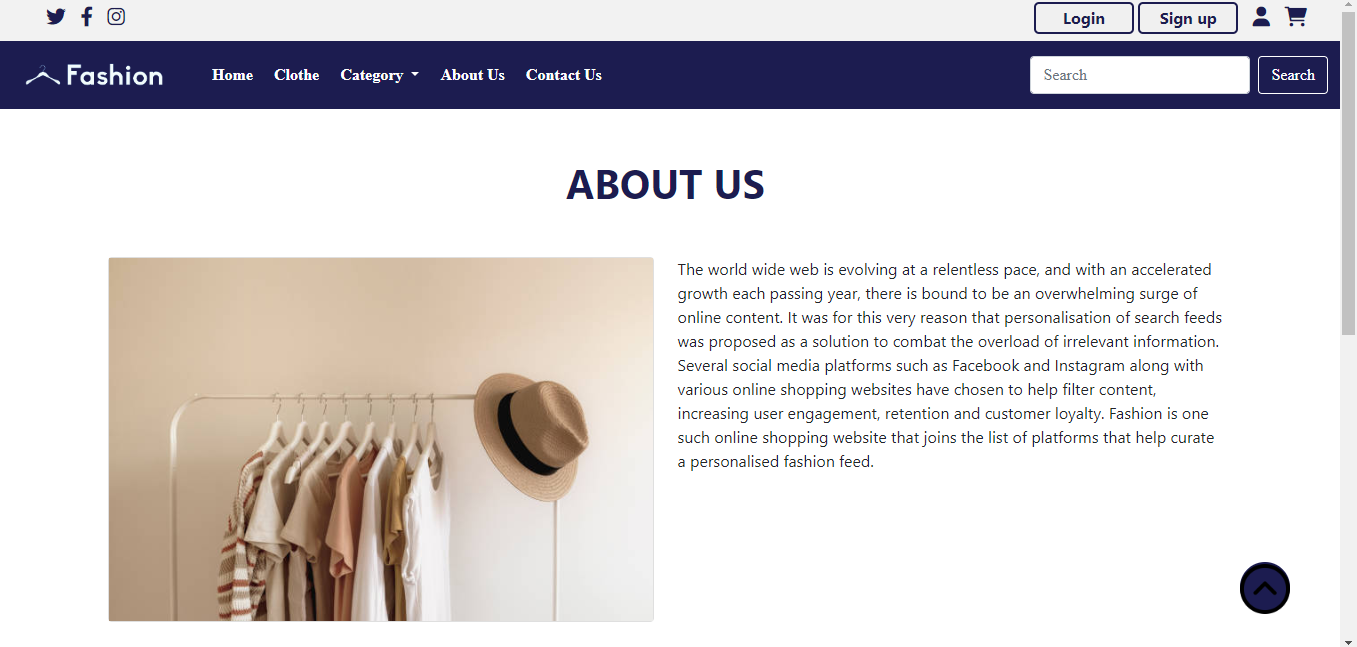 Login Sign up
Fashion Home Clothe Category About Us Contact Us Search Search
ABOUT US
The world wide web is evolving at a relentless pace, and with an accelerated
growth each passing year, there is bound to be an overwhelming surge of
online content. It was for this very reason that personalisation of search feeds
was proposed as a solution to combat the overload of irrelevant information.
Several social media platforms such as Facebook and Instagram along with
various online shopping websites have chosen to help filter content,
increasing user engagement, retention and customer loyalty. Fashion is one
such online shopping website that joins the list of platforms that help curate
a personalised fashion feed.